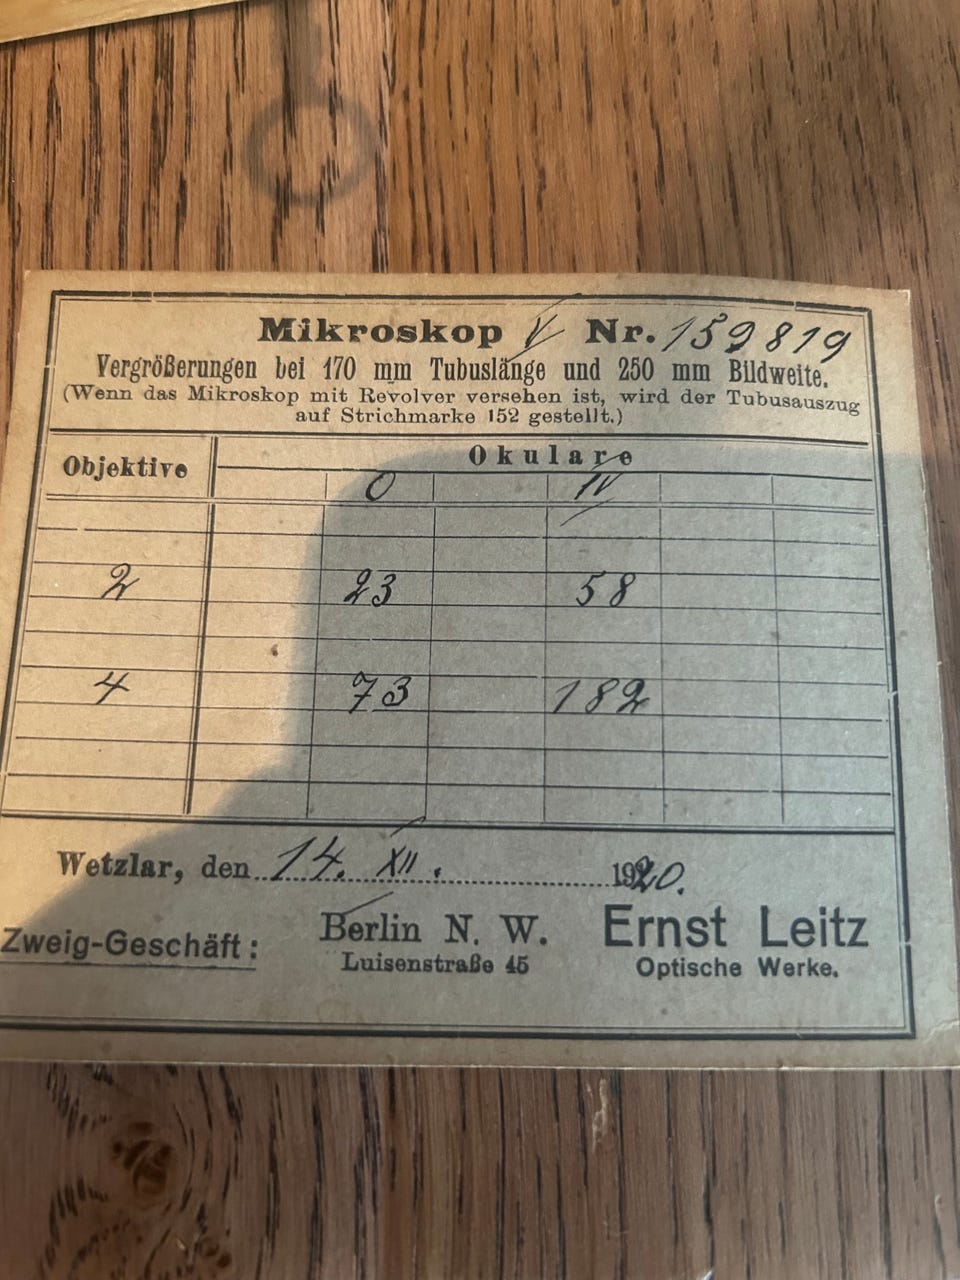 Mikroskop V Nr. 159819
Vergrößerungen bei 170 mm Tubuslänge und 250 mm Bildweite.
(Wenn das Mikroskop mit Revolver versehen ist, wird der Tubusauszug
auf Strichmarke 152 gestellt.)
Objektive Okulare
0 IV
2 23 58
4 73 182
Wetzlar, den 14. XII. 1920.
Zweig-Geschäft: Berlin N. W. Ernst Leitz
Luisenstraße 45 Optische Werke.